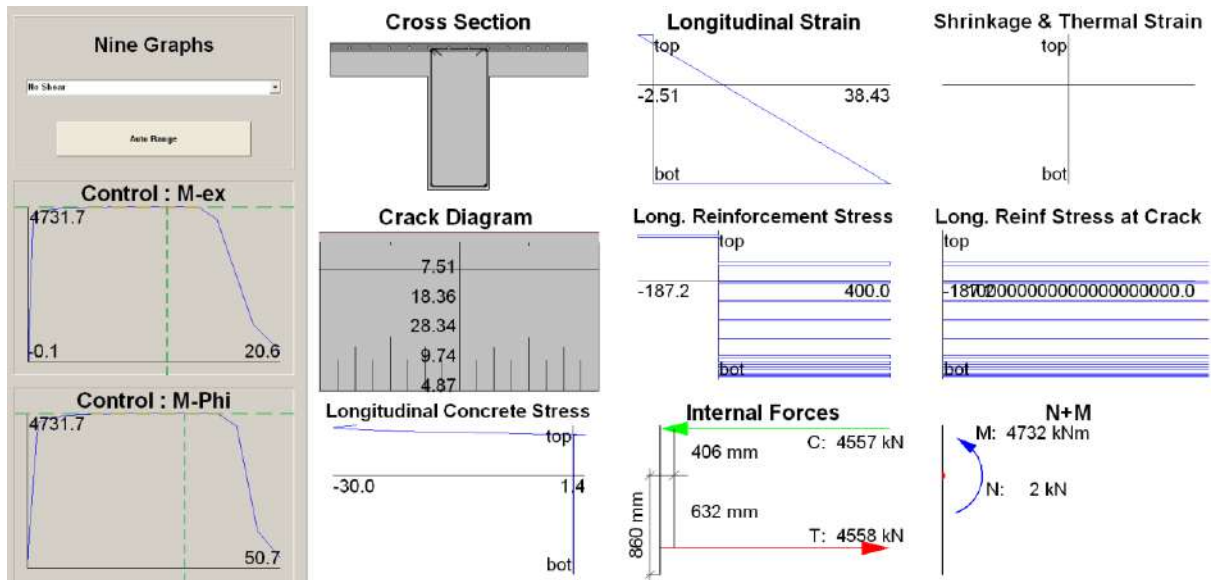 Nine Graphs
No Shear
Auto Range
Control : M-ex
4731.7
-0.1
20.6
Control : M-Phi
4731.7
50.7
Cross Section
Crack Diagram
7.51
18.36
28.34
9.74
4.87
Longitudinal Concrete Stress
top
-30.0
1.4
bot
Longitudinal Strain
top
-2.51
38.43
bot
Long. Reinforcement Stress
top
-187.2
400.0
bot
Internal Forces
C: 4557 kN
406 mm
632 mm
860 mm
T: 4558 kN
Shrinkage & Thermal Strain
top
bot
Long. Reinf Stress at Crack
top
bot
N+M
M: 4732 kNm
N: 2 kN